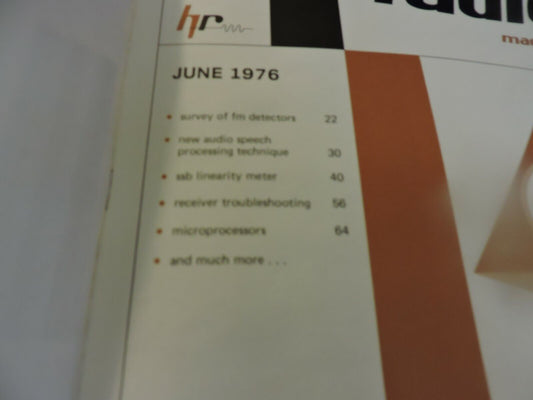 hr
JUNE 1976
• survey of fm detectors 22
• new audio speech
processing technique 30
• ssb linearity meter 40
• receiver troubleshooting 56
• microprocessors 64
• and much more . . .